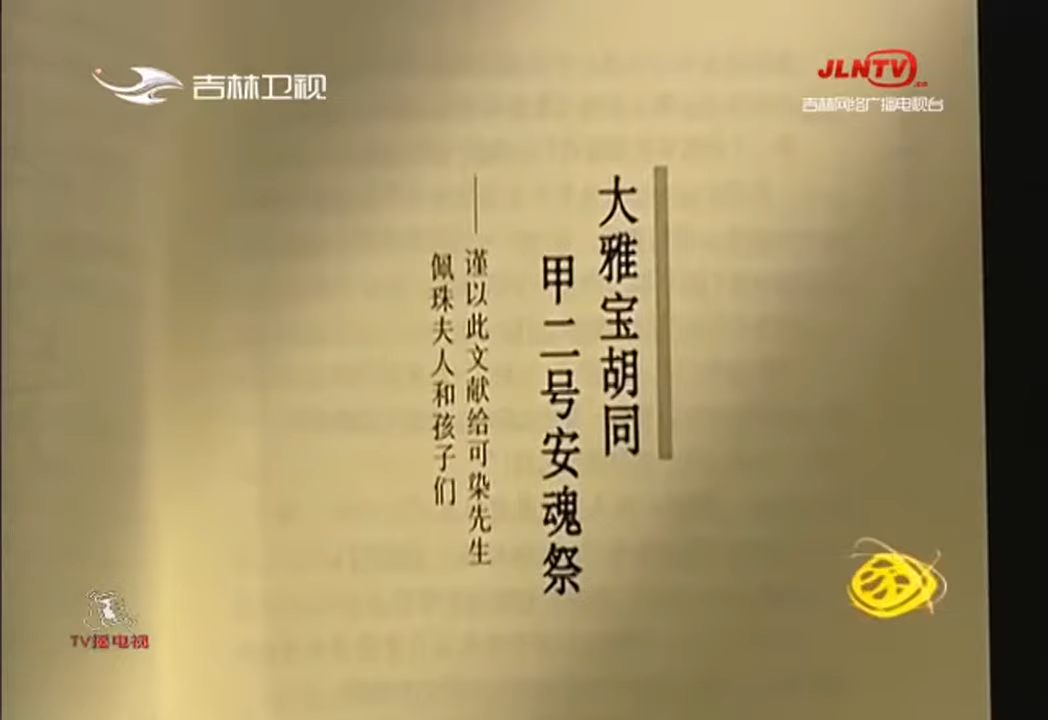 吉林卫视
JLNTV
吉林网络广播电视台
大雅宝胡同
甲二号安魂祭
——谨以此文献给可染先生
佩珠夫人和孩子们
TV播电视